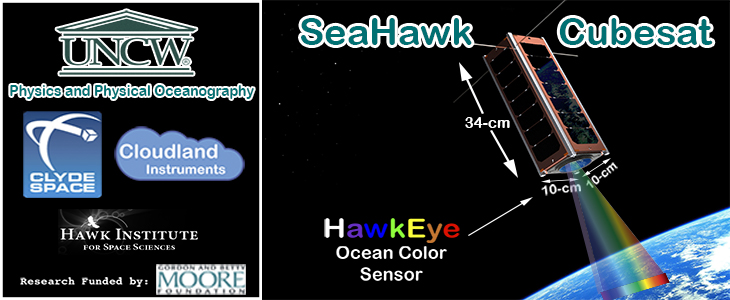 UNCW®
Physics and Physical Oceanography
CLYDE
SPACE
Cloudland
Instruments
HAWK INSTITUTE
FOR SPACE SCIENCES
Research Funded by:
GORDON AND BETTY
MOORE
FOUNDATION
SeaHawk Cubesat
34-cm
10-cm
10-cm
HawkEye
Ocean Color
Sensor